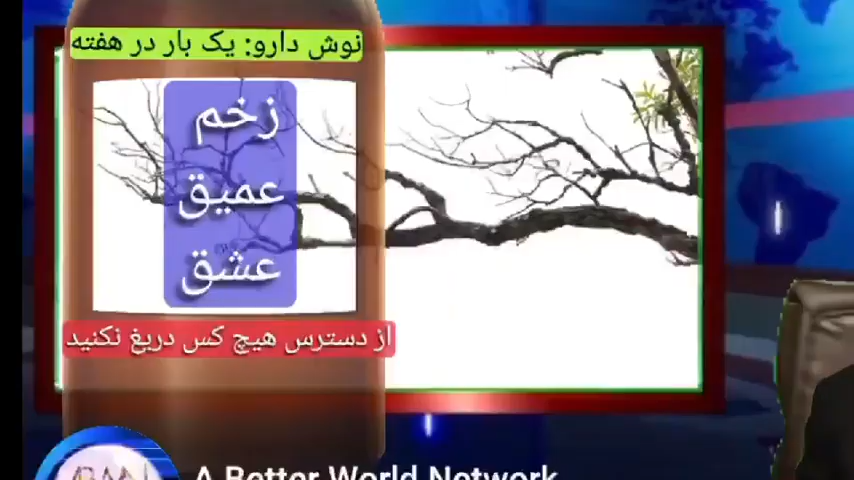 نوش دارو: یک بار در هفته
زخم
عمیق
عشق
از دسترس هیچ کس دریغ نکنید
A Better World Network